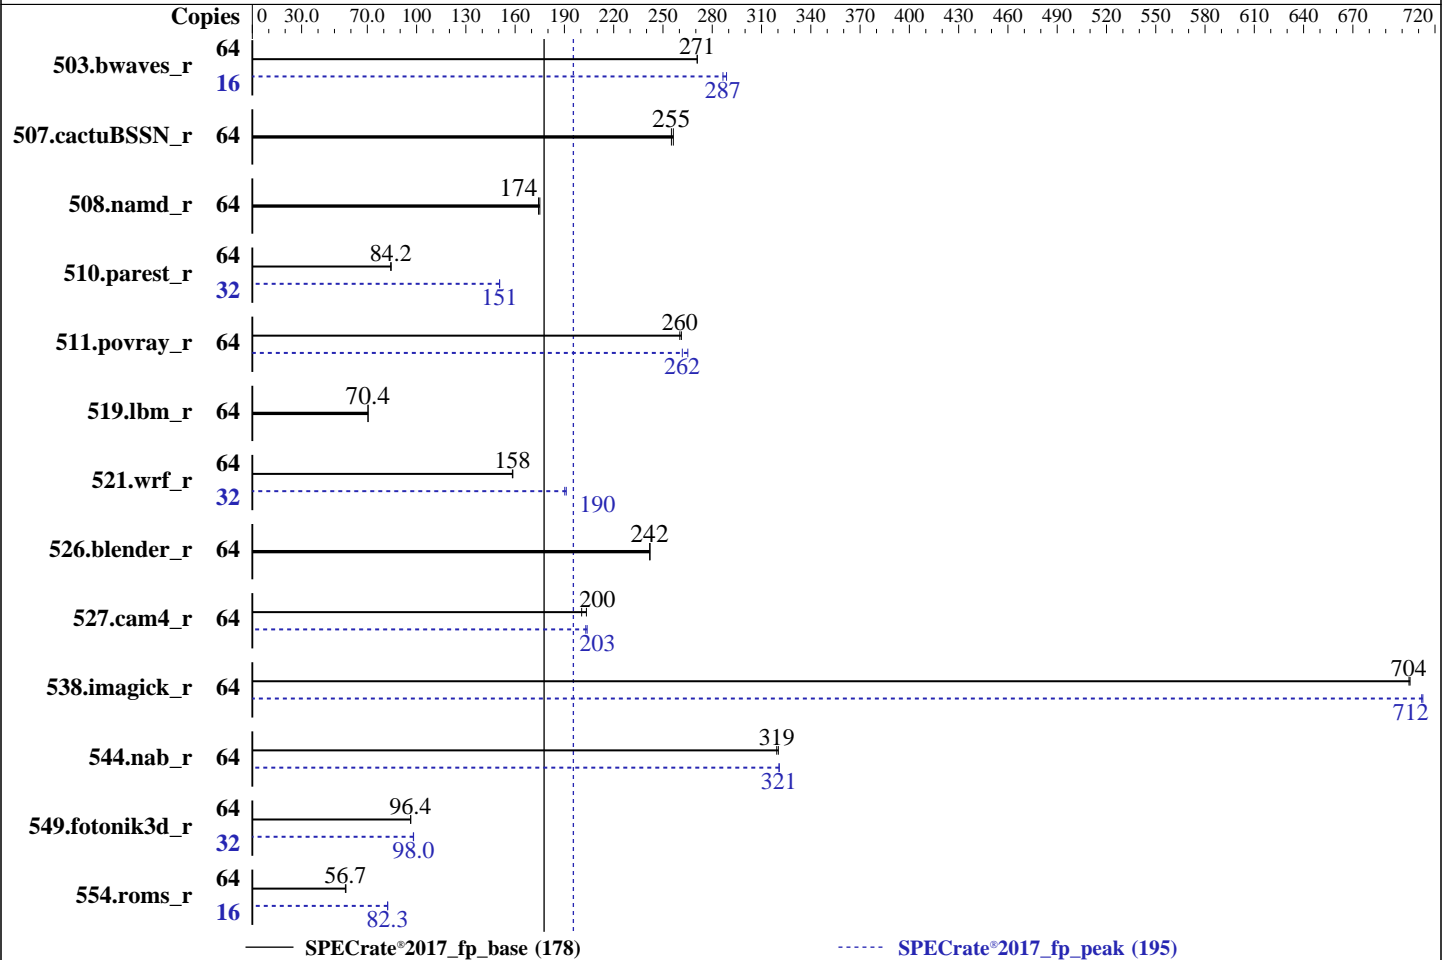 Copies 0 30.0 70.0 100 130 160 190 220 250 280 310 340 370 400 430 460 490 520 550 580 610 640 670 720
503.bwaves_r 64 271
16 287
507.cactuBSSN_r 64 255
508.namd_r 64 174
510.parest_r 64 84.2
32 151
511.povray_r 64 260
262
519.lbm_r 64 70.4
521.wrf_r 64 158
32 190
526.blender_r 64 242
527.cam4_r 64 200
203
538.imagick_r 64 704
712
544.nab_r 64 319
321
549.fotonik3d_r 64 96.4
32 98.0
554.roms_r 64 56.7
16 82.3
SPECrate®2017_fp_base (178) SPECrate®2017_fp_peak (195)